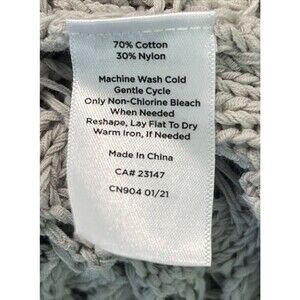 70% Cotton
30% Nylon
Machine Wash Cold
Gentle Cycle
Only Non-Chlorine Bleach
When Needed
Reshape, Lay Flat To Dry
Warm Iron, If Needed
Made in China
CA# 23147
CN904 01/21